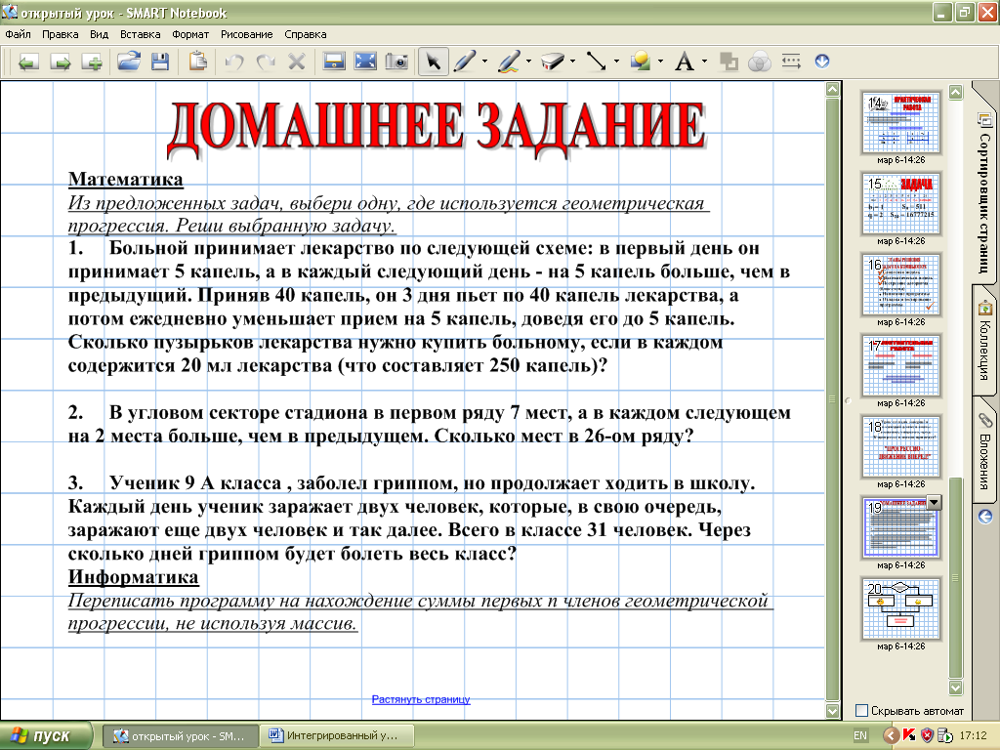 открытый урок - SMART Notebook
Файл Правка Вид Вставка Формат Рисование Справка
ДОМАШНЕЕ ЗАДАНИЕ
Математика
Из предложенных задач, выбери одну, где используется геометрическая
прогрессия. Реши выбранную задачу.
1. Больной принимает лекарство по следующей схеме: в первый день он
принимает 5 капель, а в каждый следующий день - на 5 капель больше, чем в
предыдущий. Приняв 40 капель, он 3 дня пьет по 40 капель лекарства, а
потом ежедневно уменьшает прием на 5 капель, доведя его до 5 капель.
Сколько пузырьков лекарства нужно купить больному, если в каждом
содержится 20 мл лекарства (что составляет 250 капель)?
2. В угловом секторе стадиона в первом ряду 7 мест, а в каждом следующем
на 2 места больше, чем в предыдущем. Сколько мест в 26-ом ряду?
3. Ученик 9 А класса , заболел гриппом, но продолжает ходить в школу.
Каждый день ученик заражает двух человек, которые, в свою очередь,
заражают еще двух человек и так далее. Всего в классе 31 человек. Через
сколько дней гриппом будет болеть весь класс?
Информатика
Переписать программу на нахождение суммы первых n членов геометрической
прогрессии, не используя массив.
Растянуть страницу
14
ПРАКТИЧЕСКАЯ
РАБОТА
мар 6-14:26
15
ЗАДАЧА
мар 6-14:26
16
мар 6-14:26
17
мар 6-14:26
18
"ПРОГРЕССИО -
ДВИЖЕНИЕ ВПЕРЕД!"
мар 6-14:26
19
мар 6-14:26
20
мар 6-14:26
Сортировщик страниц
Коллекция
Вложения
Скрывать автомат
пуск
открытый урок - SM...
Интегрированный у...
EN
17:12